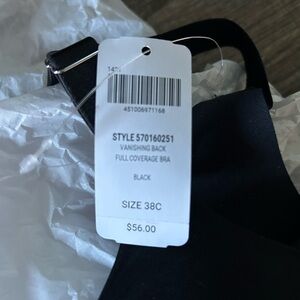 451006971168
STYLE 570160251
VANISHING BACK
FULL COVERAGE BRA
BLACK
SIZE 38C
$56.00